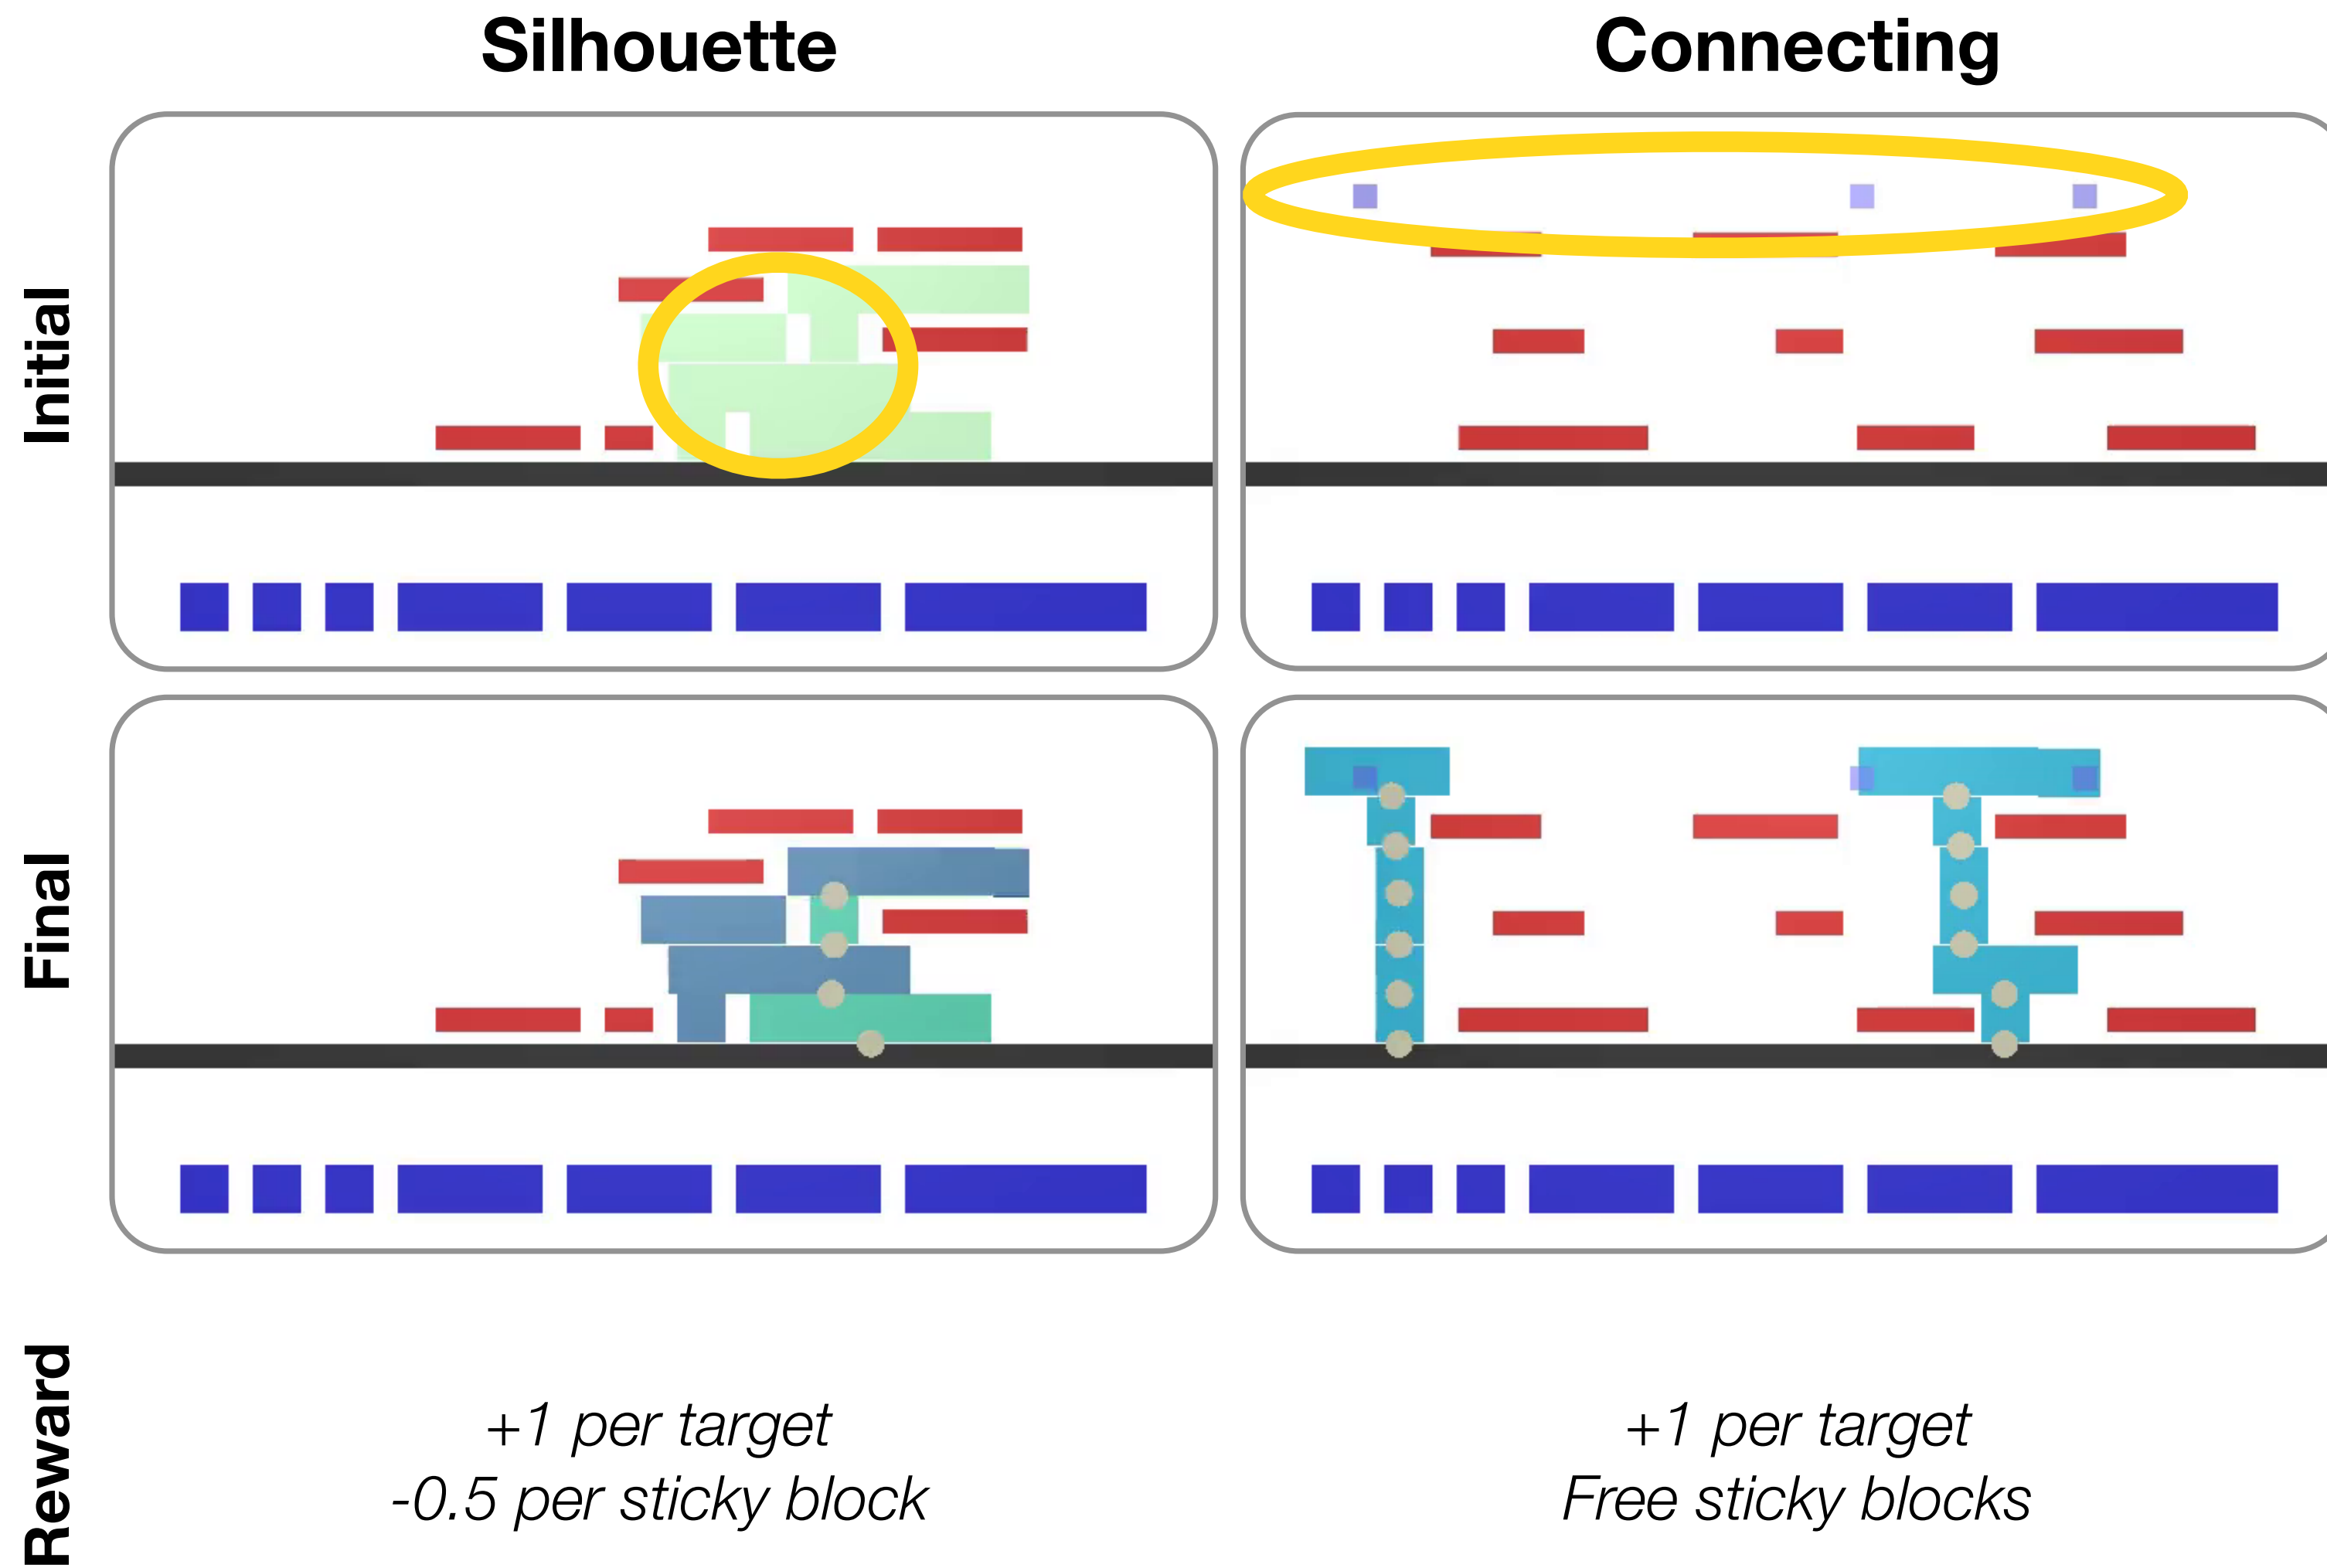 Silhouette
Connecting
Initial
Final
Reward
+1 per target
-0.5 per sticky block
+1 per target
Free sticky blocks